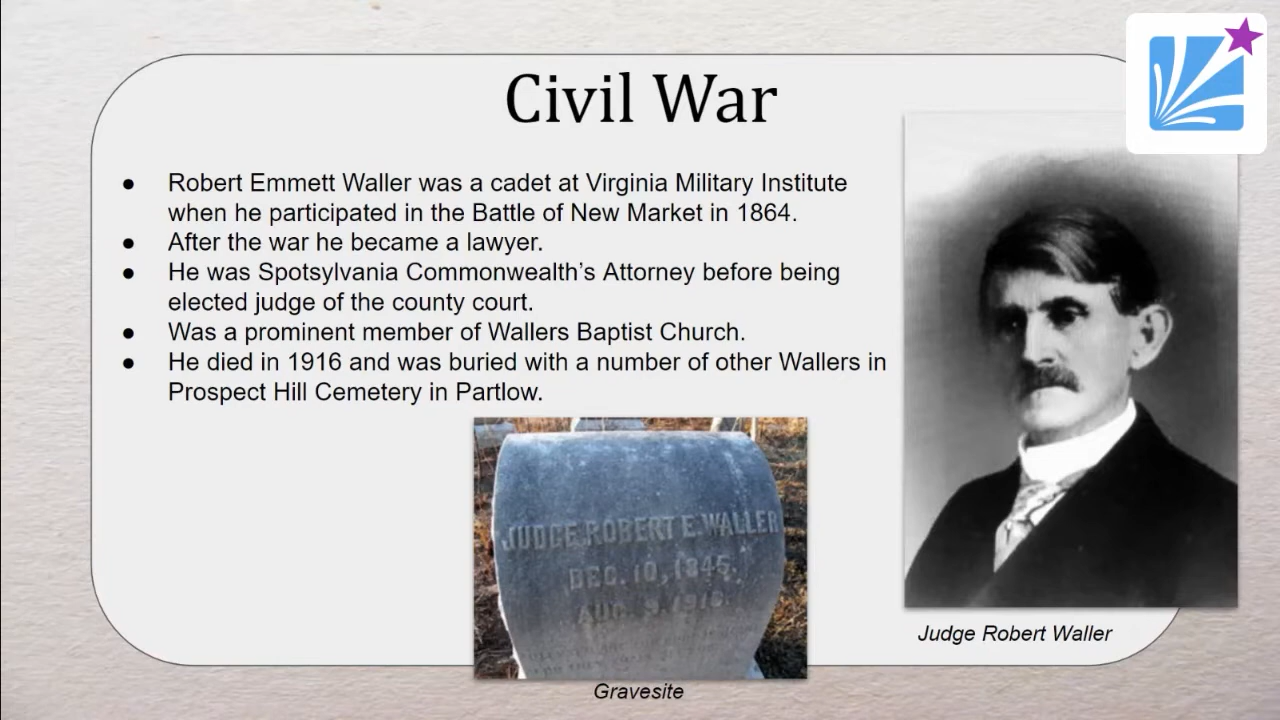 Civil War
● Robert Emmett Waller was a cadet at Virginia Military Institute
when he participated in the Battle of New Market in 1864.
● After the war he became a lawyer.
● He was Spotsylvania Commonwealth’s Attorney before being
elected judge of the county court.
● Was a prominent member of Wallers Baptist Church.
● He died in 1916 and was buried with a number of other Wallers in
Prospect Hill Cemetery in Partlow.
JUDGE ROBERT E. WALLER
DEC. 10, 1845.
AUG. 9, 1916.
Gravesite
Judge Robert Waller